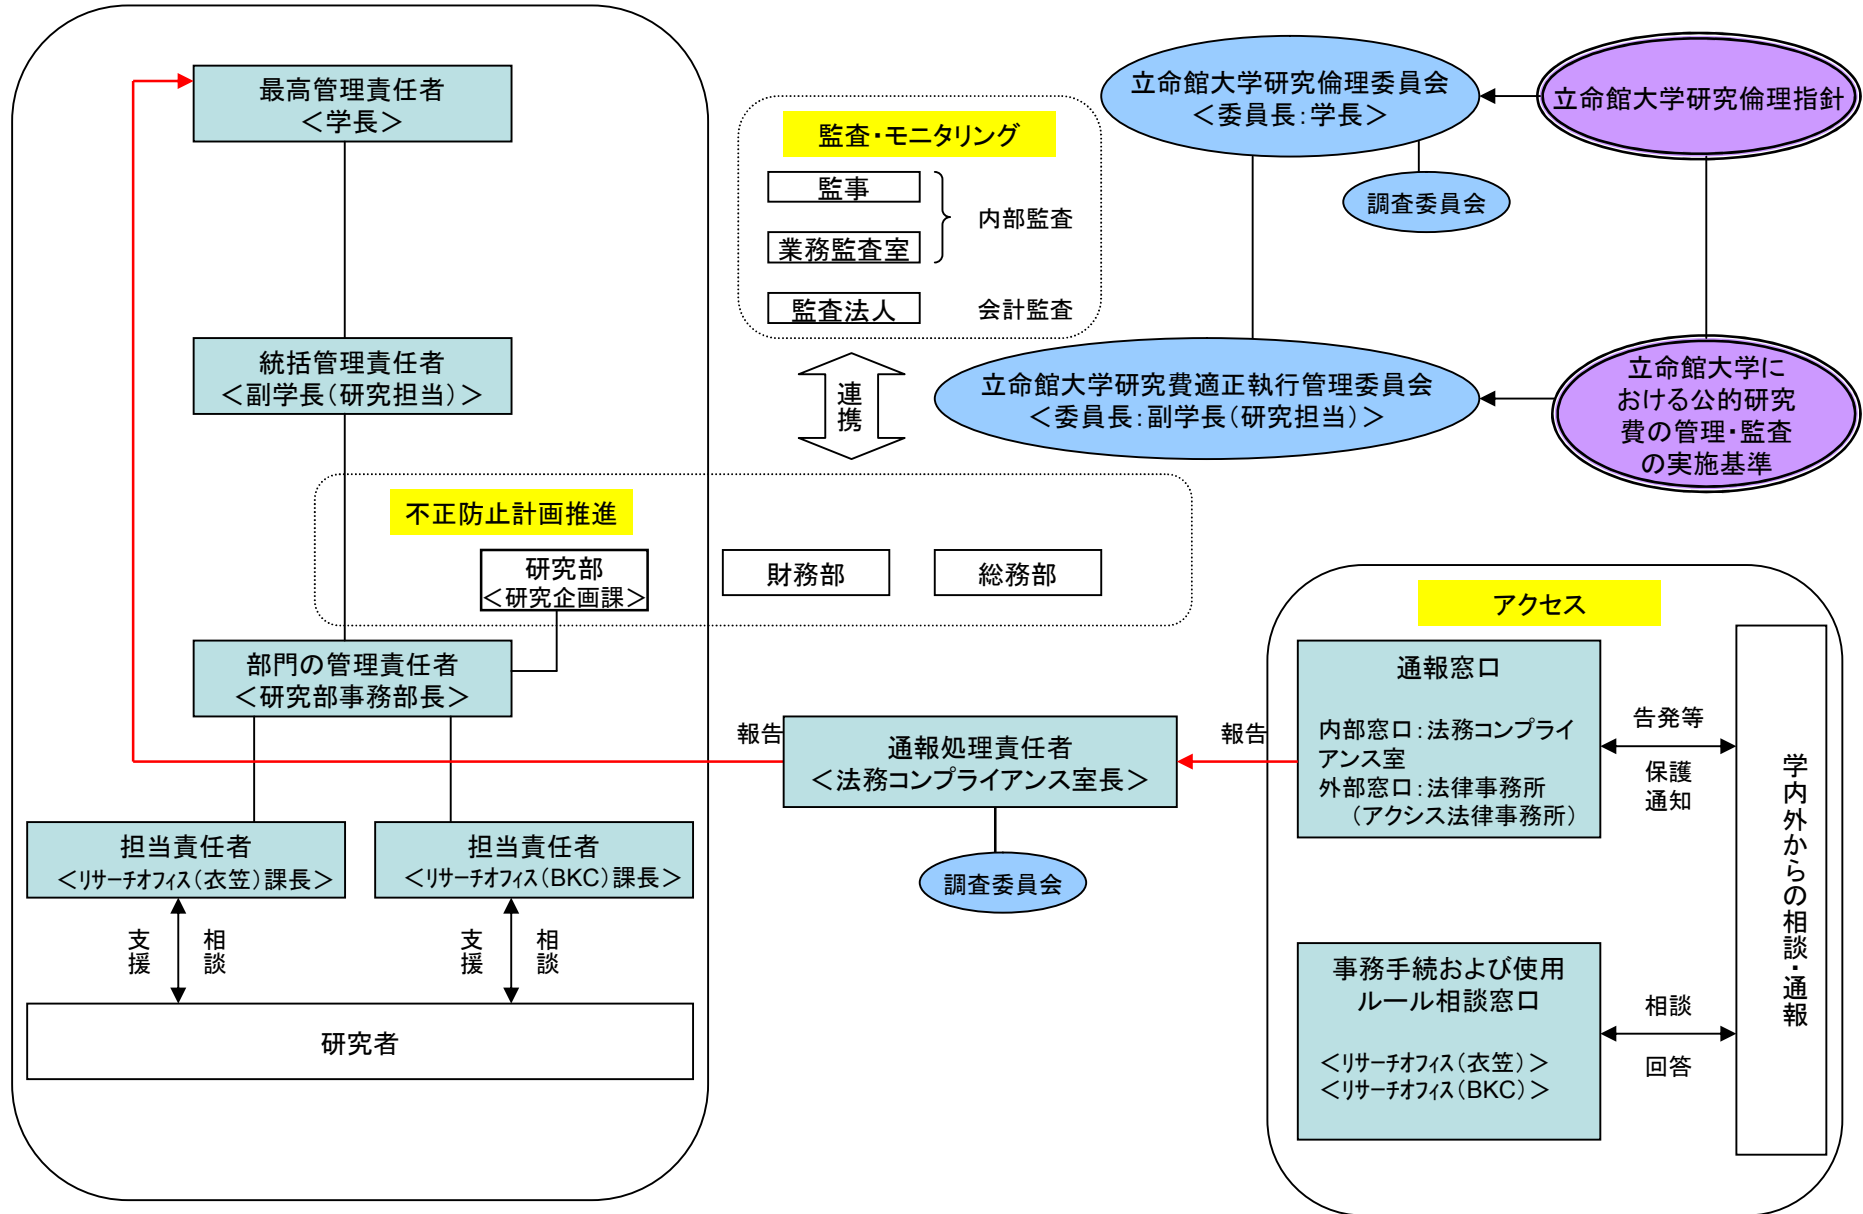 最高管理責任者
＜学長＞
統括管理責任者
＜副学長（研究担当）＞
監査・モニタリング
監事
業務監査室
内部監査
監査法人
会計監査
連携
立命館大学研究倫理委員会
＜委員長：学長＞
調査委員会
立命館大学研究倫理指針
立命館大学研究費適正執行管理委員会
＜委員長：副学長（研究担当）＞
立命館大学に
おける公的研究
費の管理・監査
の実施基準
不正防止計画推進
研究部
＜研究企画課＞
財務部
総務部
部門の管理責任者
＜研究部事務部長＞
担当責任者
＜リサーチオフィス（衣笠）課長＞
担当責任者
＜リサーチオフィス（BKC）課長＞
支援
相談
支援
相談
研究者
報告
通報処理責任者
＜法務コンプライアンス室長＞
調査委員会
報告
アクセス
通報窓口
内部窓口：法務コンプライ
アンス室
外部窓口：法律事務所
（アクシス法律事務所）
告発等
保護
通知
事務手続および使用
ルール相談窓口
＜リサーチオフィス（衣笠）＞
＜リサーチオフィス（BKC）＞
相談
回答
学内外からの相談・通報